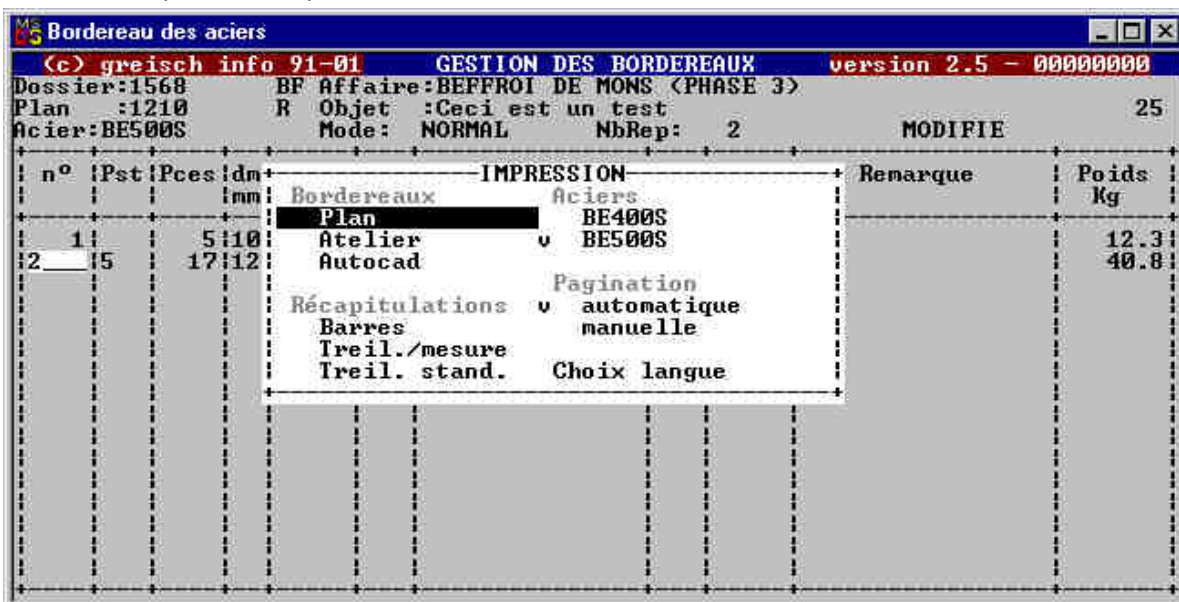 Bordereau des aciers
(c) greisch info 91-01 GESTION DES BORDEREAUX version 2.5 - 00000000
Dossier:1568 BF Affaire:BEFFROI DE MONS (PHASE 3)
Plan :1210 R Objet :Ceci est un test 25
Acier:BE500S Mode: NORMAL NbRep: 2 MODIFIE
n° Pst Pces dm IMPRESSION Remarque Poids
mm Bordereaux Aciers Kg
Plan BE400S
1 5 10 Atelier v BE500S 12.3
2___ 5 17 12 Autocad 40.8
Pagination
Récapitulations v automatique
Barres manuelle
Treil./mesure
Treil. stand. Choix langue